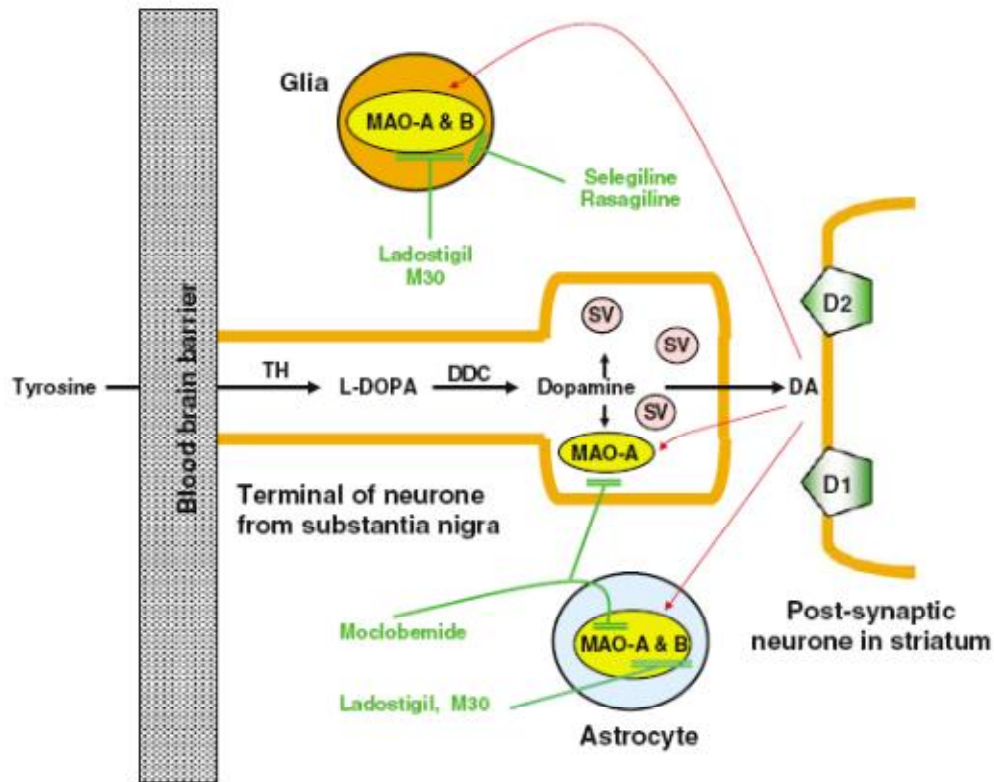 Glia
MAO-A & B
Selegiline
Rasagiline
Ladostigil
M30
Blood brain barrier
D2
SV
SV
Tyrosine
TH
L-DOPA
DDC
Dopamine
DA
SV
MAO-A
D1
Terminal of neurone
from substantia nigra
Moclobemide
MAO-A & B
Post-synaptic
neurone in striatum
Ladostigil, M30
Astrocyte